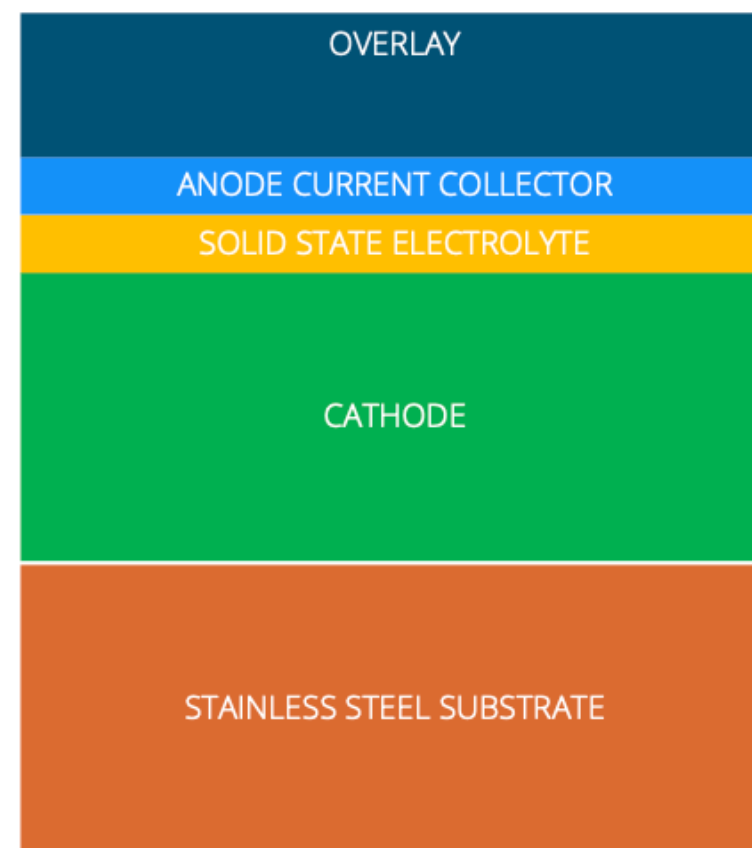 OVERLAY
ANODE CURRENT COLLECTOR
SOLID STATE ELECTROLYTE
CATHODE
STAINLESS STEEL SUBSTRATE